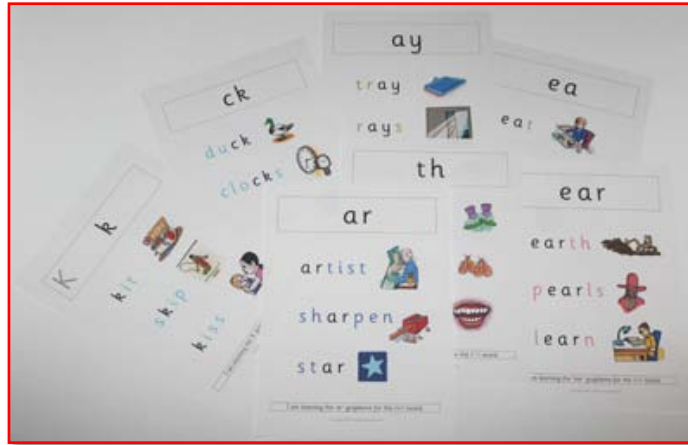 ay
tray
rays
ck
duck
clocks
ea
ear
K k
kit
skip
kiss
th
ar
artist
sharpen
star
ear
earth
pearls
learn